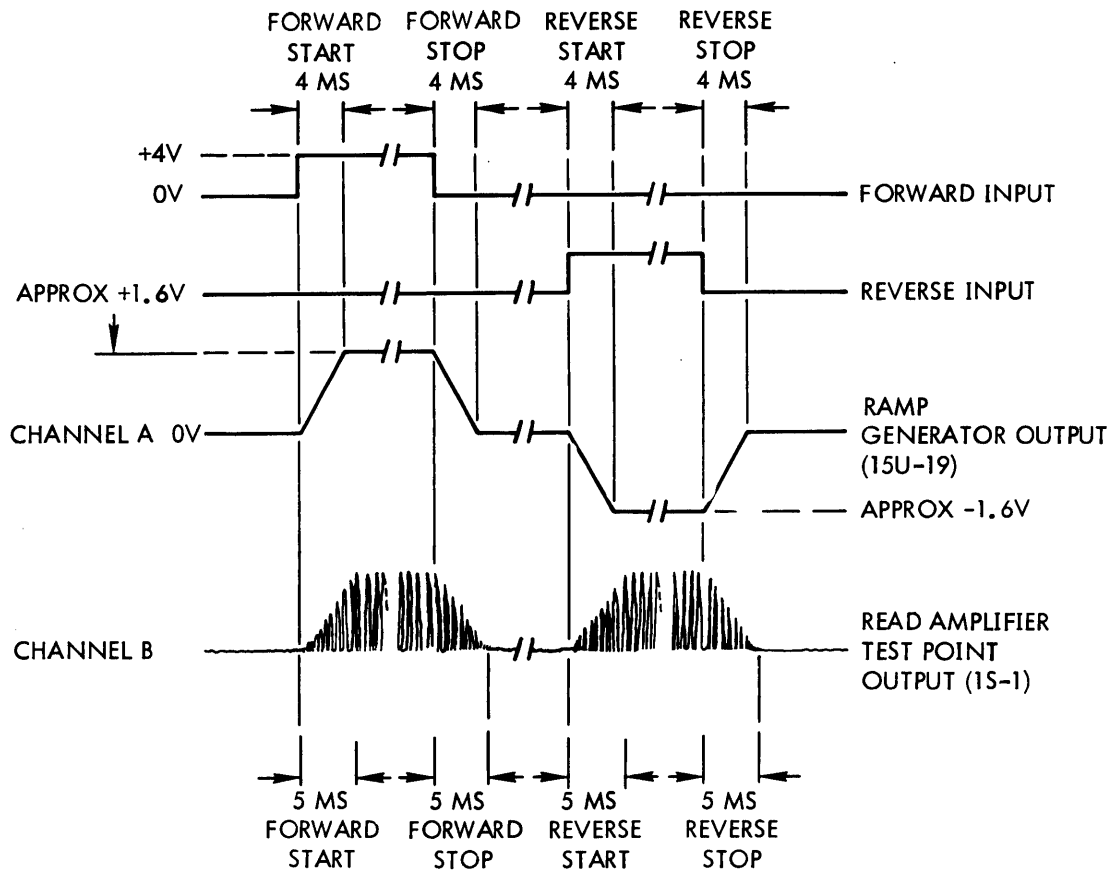 FORWARD START 4 MS
FORWARD STOP 4 MS
REVERSE START 4 MS
REVERSE STOP 4 MS
+4V
0V
FORWARD INPUT
APPROX +1.6V
REVERSE INPUT
CHANNEL A 0V
RAMP
GENERATOR OUTPUT
(15U-19)
APPROX -1.6V
CHANNEL B
READ AMPLIFIER
TEST POINT
OUTPUT (1S-1)
5 MS FORWARD START
5 MS FORWARD STOP
5 MS REVERSE START
5 MS REVERSE STOP